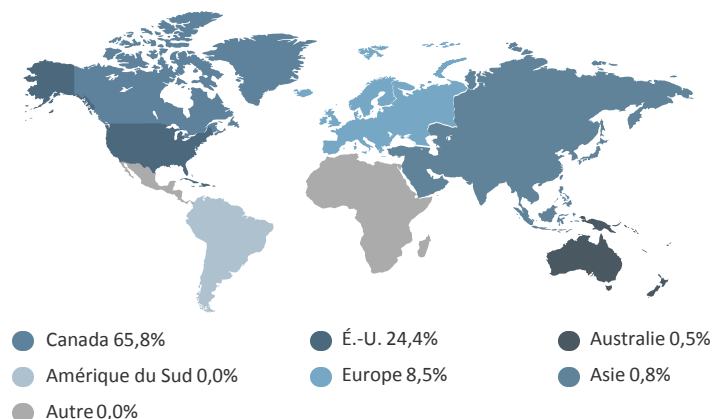 Canada 65,8%
É.-U. 24,4%
Australie 0,5%
Amérique du Sud 0,0%
Europe 8,5%
Asie 0,8%
Autre 0,0%